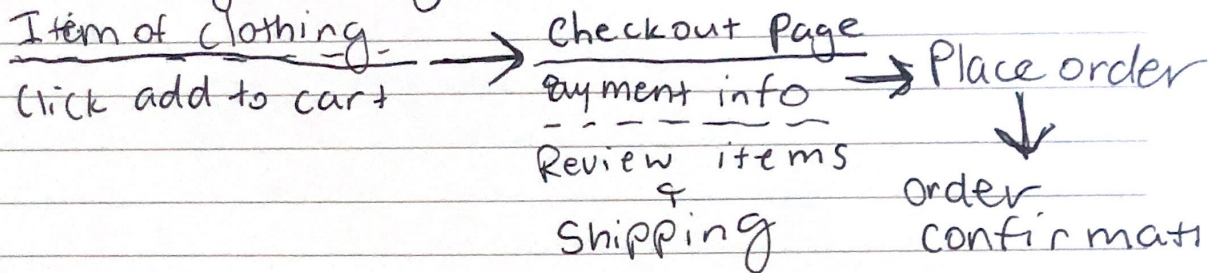 Item of clothing
Click add to cart
Checkout Page
Payment info
Review items
&
Shipping
Place order
order
confirmati